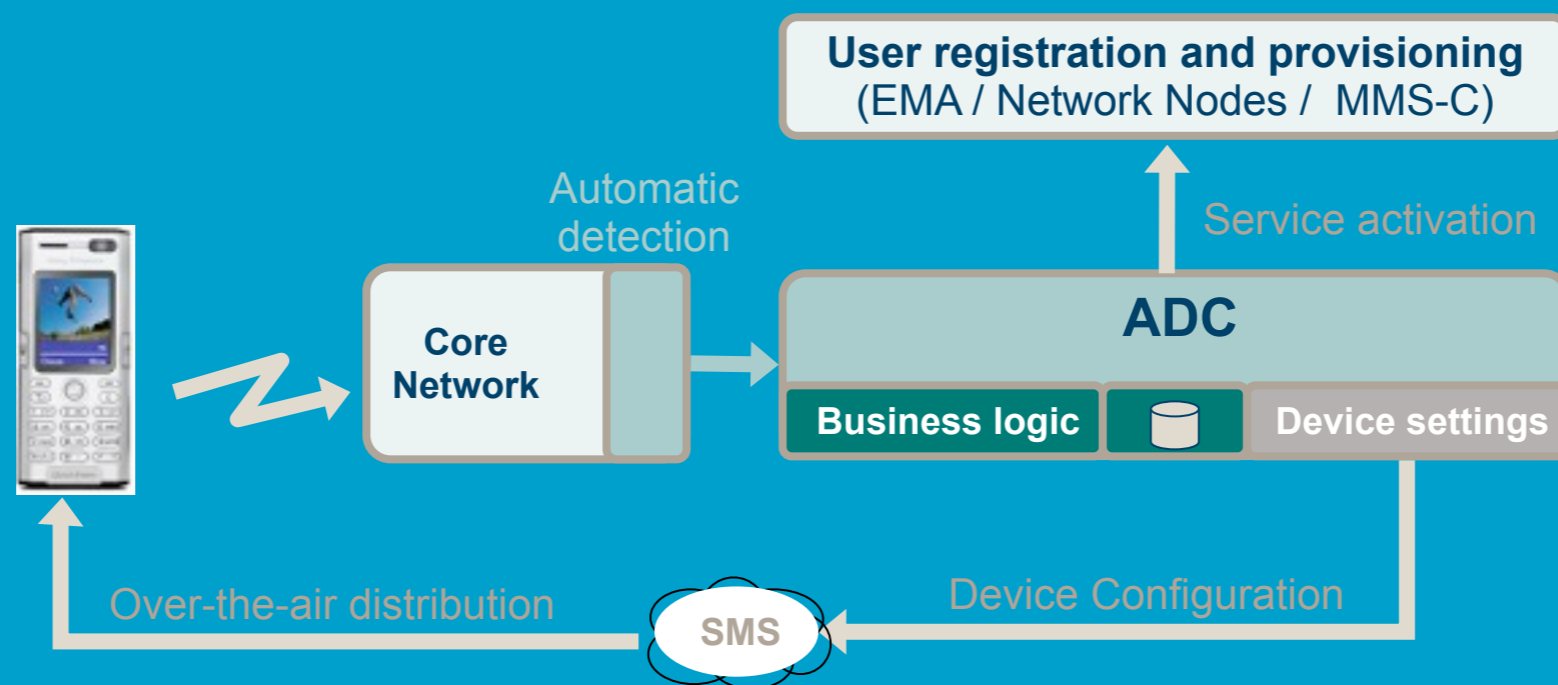 User registration and provisioning
(EMA / Network Nodes / MMS-C)
Automatic
detection
Service activation
Core
Network
ADC
Business logic
Device settings
Over-the-air distribution
SMS
Device Configuration